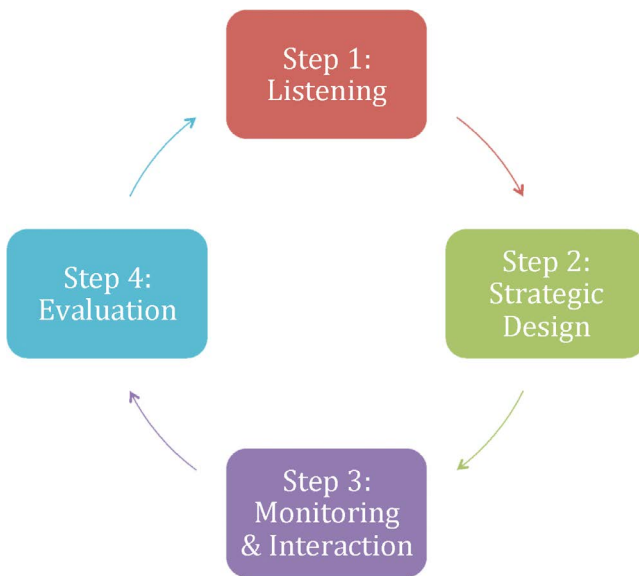 Step 1:
Listening
Step 2:
Strategic
Design
Step 3:
Monitoring
& Interaction
Step 4:
Evaluation